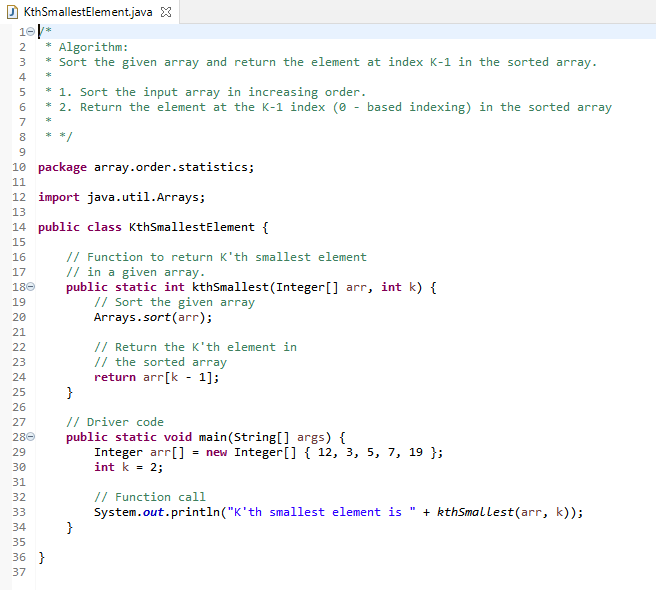 KthSmallestElement.java
1 /*
2  * Algorithm:
3  * Sort the given array and return the element at index K-1 in the sorted array.
4  *
5  * 1. Sort the input array in increasing order.
6  * 2. Return the element at the K-1 index (0 - based indexing) in the sorted array
7  *
8  * */
9
10 package array.order.statistics;
11
12 import java.util.Arrays;
13
14 public class KthSmallestElement {
15
16     // Function to return K'th smallest element
17     // in a given array.
18     public static int kthSmallest(Integer[] arr, int k) {
19         // Sort the given array
20         Arrays.sort(arr);
21
22         // Return the K'th element in
23         // the sorted array
24         return arr[k - 1];
25     }
26
27     // Driver code
28     public static void main(String[] args) {
29         Integer arr[] = new Integer[] { 12, 3, 5, 7, 19 };
30         int k = 2;
31
32         // Function call
33         System.out.println("K'th smallest element is " + kthSmallest(arr, k));
34     }
35
36 }
37